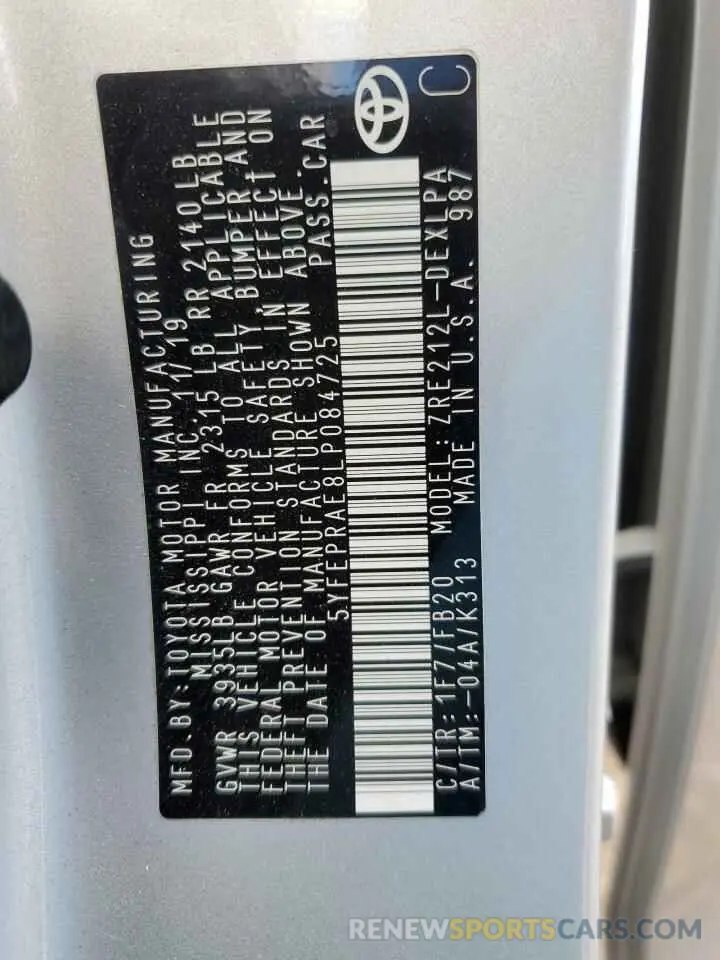 MFD. BY: TOYOTA MOTOR MANUFACTURING
MISSISSIPPI INC. 11/19
GVWR 3935LB GAWR FR 2315 LB RR 2140LB
THIS VEHICLE CONFORMS TO ALL APPLICABLE
FEDERAL MOTOR VEHICLE SAFETY, BUMPER, AND
THEFT PREVENTION STANDARDS IN EFFECT ON
THE DATE OF MANUFACTURE SHOWN ABOVE.
5YFEPRAE8LP084725 PASS. CAR
C/TR: 1F7/FB20 MODEL: ZRE212L-DEXLPA
A/TM: -04A/K313 MADE IN U.S.A. 987
C
RENEWSPORTSCARS.COM